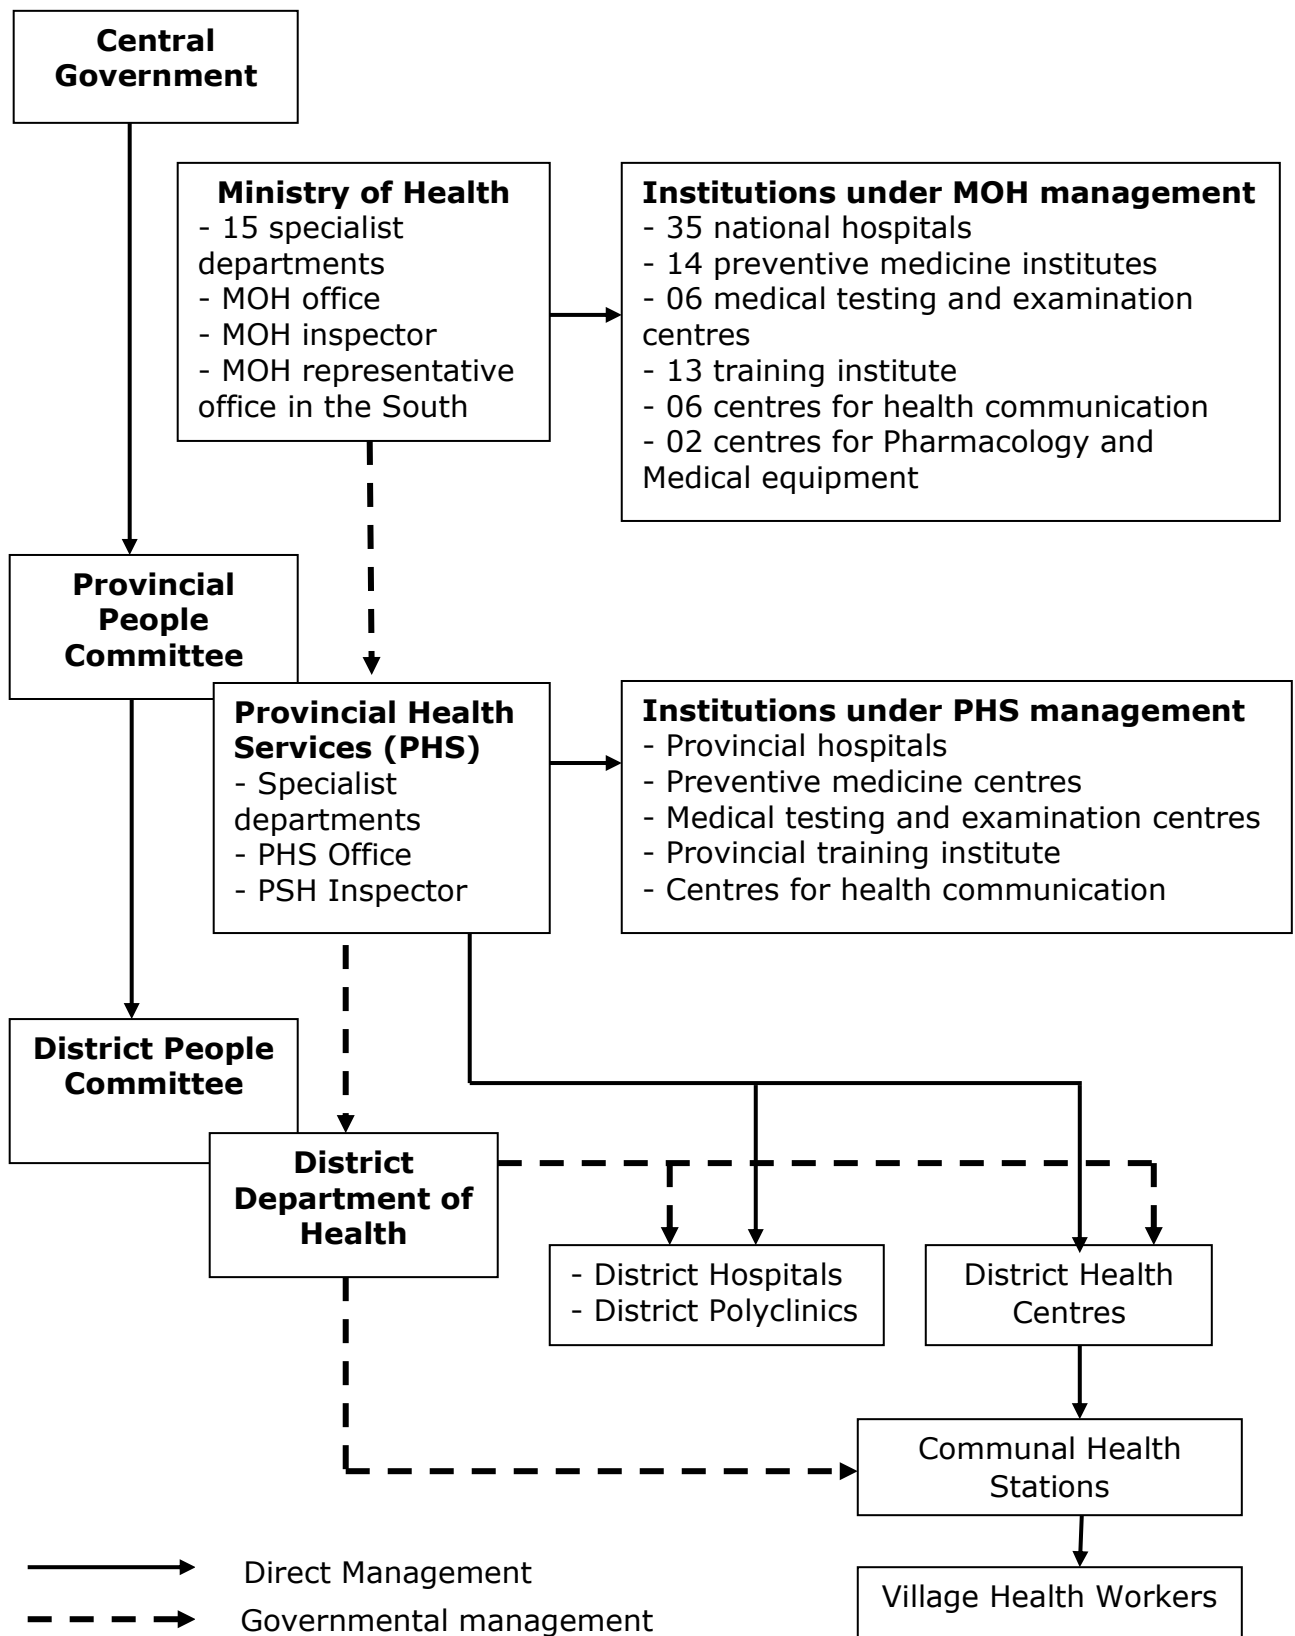 Central
Government
Ministry of Health
- 15 specialist
departments
- MOH office
- MOH inspector
- MOH representative
office in the South
Institutions under MOH management
- 35 national hospitals
- 14 preventive medicine institutes
- 06 medical testing and examination
centres
- 13 training institute
- 06 centres for health communication
- 02 centres for Pharmacology and
Medical equipment
Provincial
People
Committee
Provincial Health
Services (PHS)
- Specialist
departments
- PHS Office
- PSH Inspector
Institutions under PHS management
- Provincial hospitals
- Preventive medicine centres
- Medical testing and examination centres
- Provincial training institute
- Centres for health communication
District People
Committee
District
Department of
Health
- District Hospitals
- District Polyclinics
District Health
Centres
Communal Health
Stations
Village Health Workers
Direct Management
Governmental management